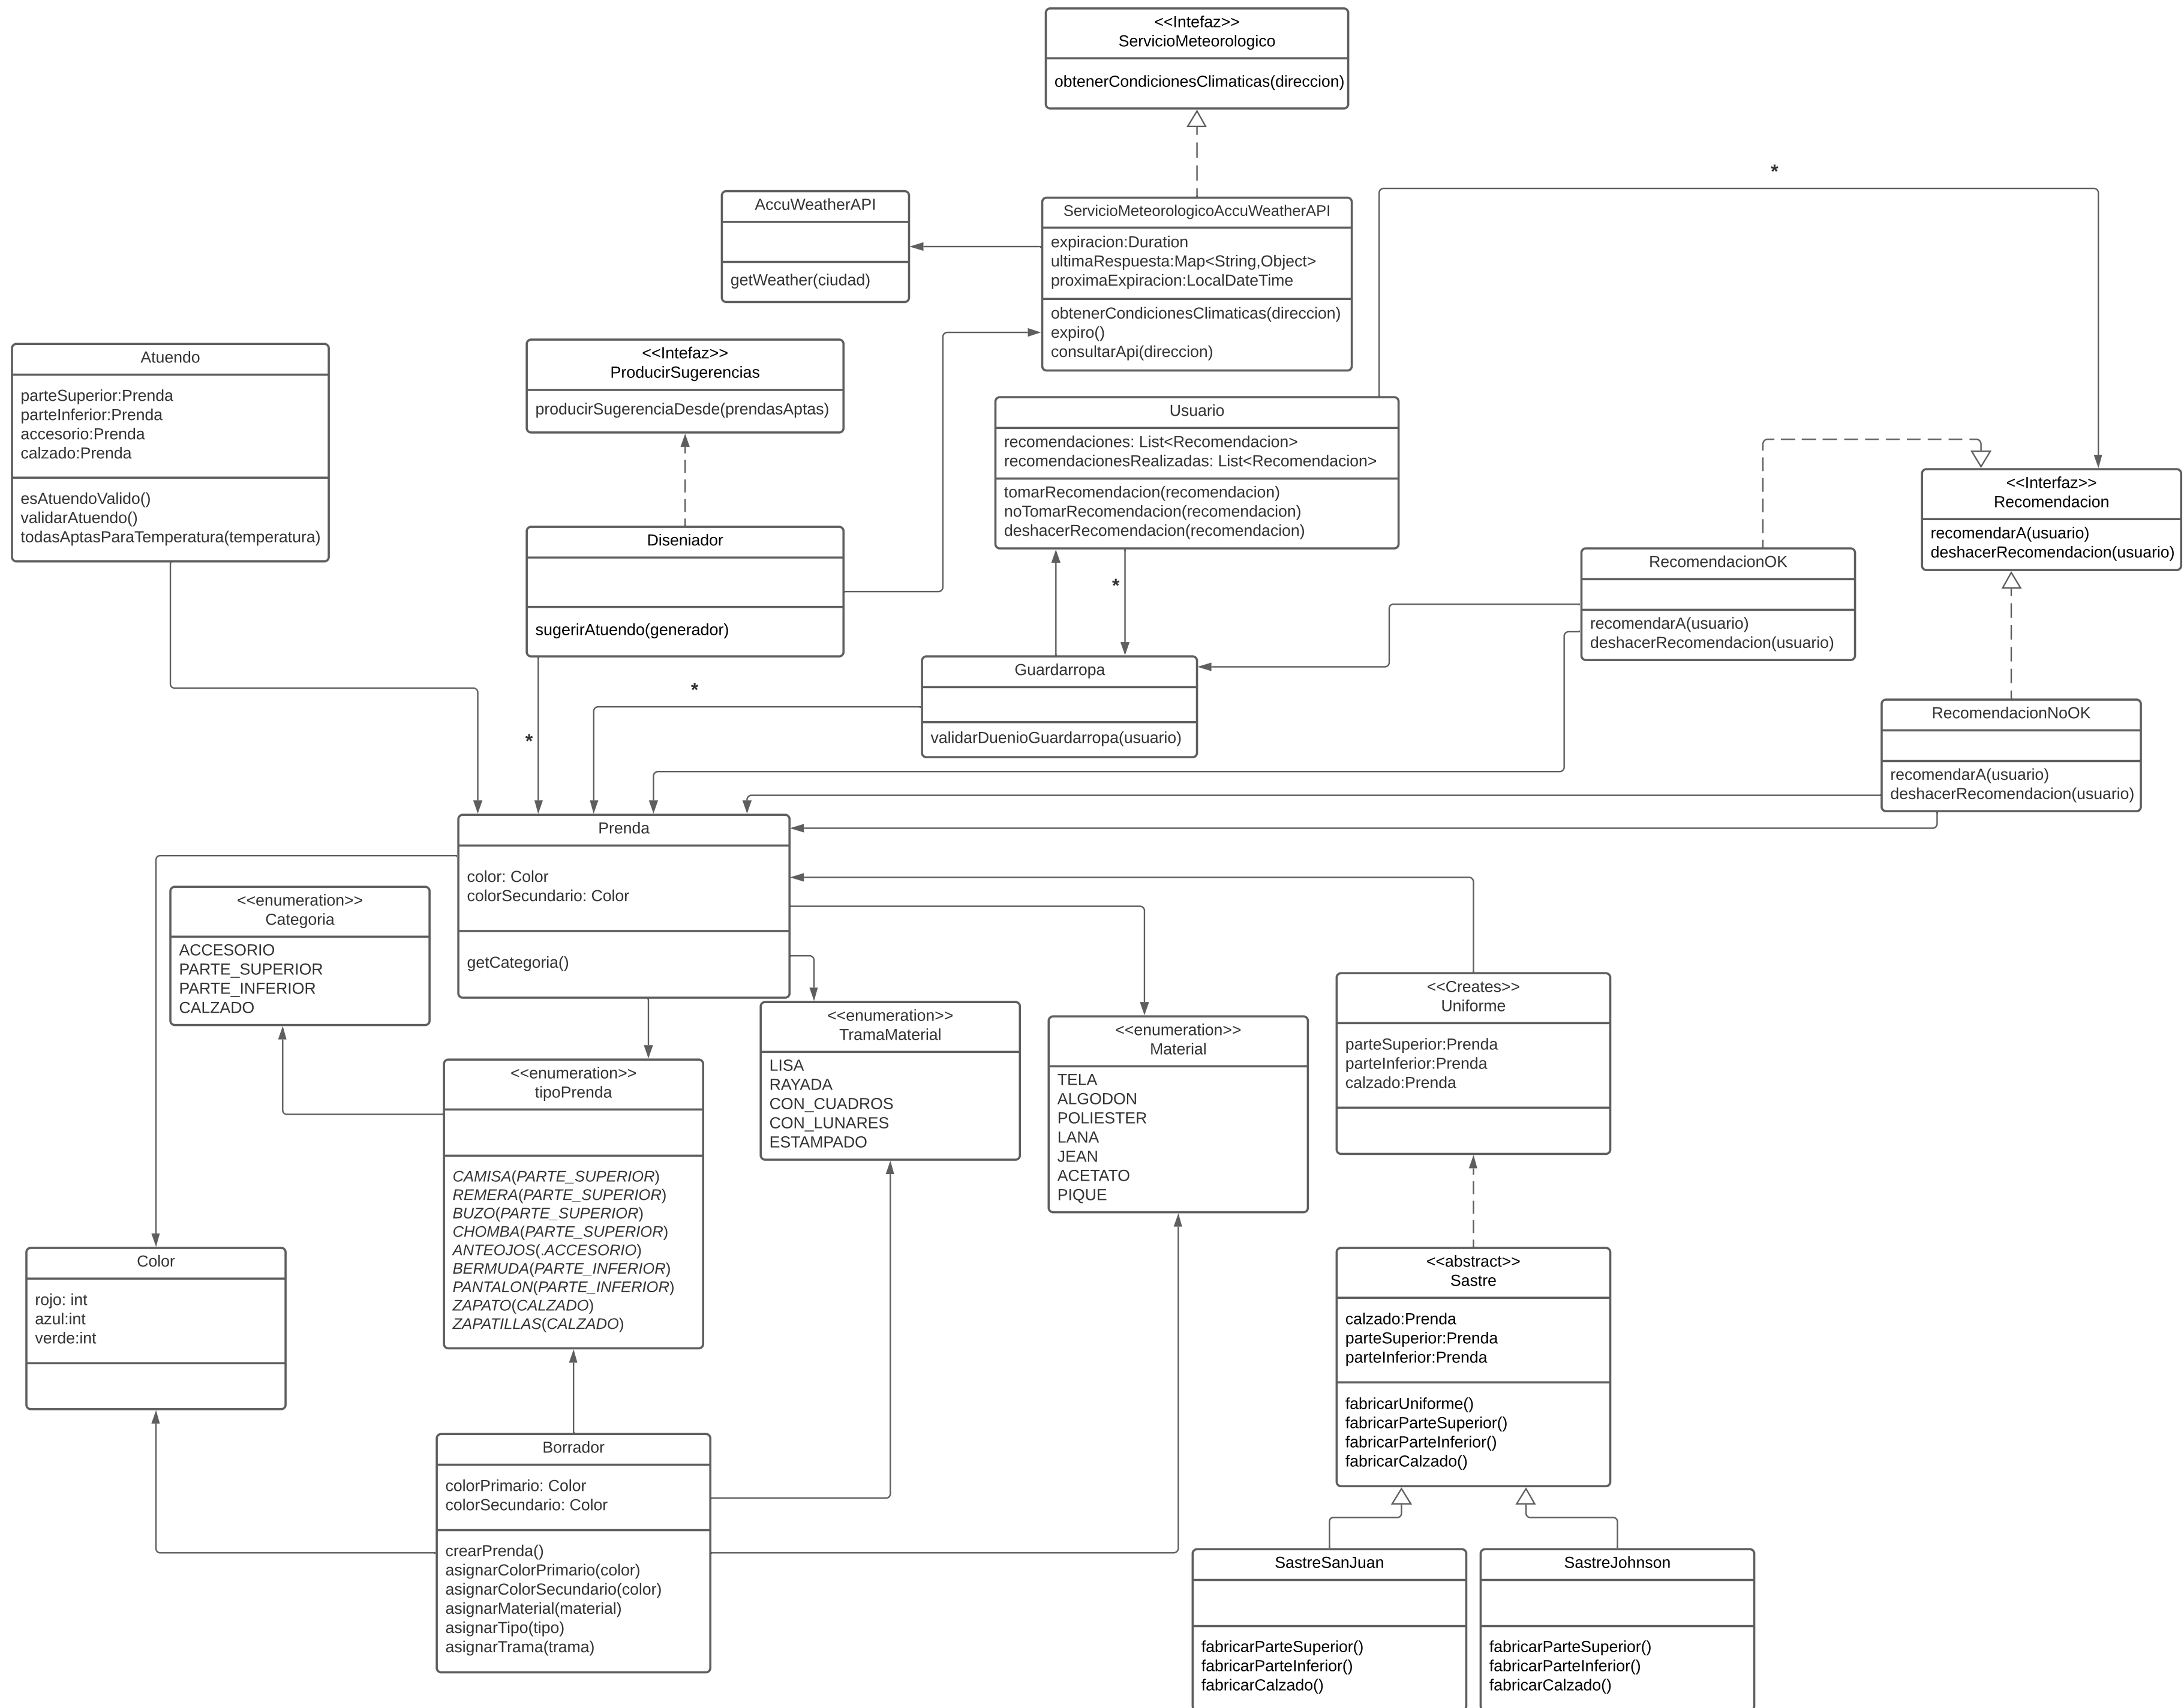 <<Intefaz>>
ServicioMeteorologico
obtenerCondicionesClimaticas(direccion)
*
AccuWeatherAPI
getWeather(ciudad)
ServicioMeteorologicoAccuWeatherAPI
expiracion:Duration
ultimaRespuesta:Map<String,Object>
proximaExpiracion:LocalDateTime
obtenerCondicionesClimaticas(direccion)
expiro()
consultarApi(direccion)
Atuendo
parteSuperior:Prenda
parteInferior:Prenda
accesorio:Prenda
calzado:Prenda
esAtuendoValido()
validarAtuendo()
todasAptasParaTemperatura(temperatura)
<<Intefaz>>
ProducirSugerencias
producirSugerenciaDesde(prendasAptas)
Usuario
recomendaciones: List<Recomendacion>
recomendacionesRealizadas: List<Recomendacion>
tomarRecomendacion(recomendacion)
noTomarRecomendacion(recomendacion)
deshacerRecomendacion(recomendacion)
<<Interfaz>>
Recomendacion
recomendarA(usuario)
deshacerRecomendacion(usuario)
Diseniador
sugerirAtuendo(generador)
*
RecomendacionOK
recomendarA(usuario)
deshacerRecomendacion(usuario)
Guardarropa
validarDuenioGuardarropa(usuario)
*
*
RecomendacionNoOK
recomendarA(usuario)
deshacerRecomendacion(usuario)
Prenda
color: Color
colorSecundario: Color
getCategoria()
<<enumeration>>
Categoria
ACCESORIO
PARTE_SUPERIOR
PARTE_INFERIOR
CALZADO
<<enumeration>>
tipoPrenda
CAMISA(PARTE_SUPERIOR)
REMERA(PARTE_SUPERIOR)
BUZO(PARTE_SUPERIOR)
CHOMBA(PARTE_SUPERIOR)
ANTEOJOS(.ACCESORIO)
BERMUDA(PARTE_INFERIOR)
PANTALON(PARTE_INFERIOR)
ZAPATO(CALZADO)
ZAPATILLAS(CALZADO)
<<enumeration>>
TramaMaterial
LISA
RAYADA
CON_CUADROS
CON_LUNARES
ESTAMPADO
<<enumeration>>
Material
TELA
ALGODON
POLIESTER
LANA
JEAN
ACETATO
PIQUE
<<Creates>>
Uniforme
parteSuperior:Prenda
parteInferior:Prenda
calzado:Prenda
Color
rojo: int
azul:int
verde:int
<<abstract>>
Sastre
calzado:Prenda
parteSuperior:Prenda
parteInferior:Prenda
fabricarUniforme()
fabricarParteSuperior()
fabricarParteInferior()
fabricarCalzado()
Borrador
colorPrimario: Color
colorSecundario: Color
crearPrenda()
asignarColorPrimario(color)
asignarColorSecundario(color)
asignarMaterial(material)
asignarTipo(tipo)
asignarTrama(trama)
SastreSanJuan
fabricarParteSuperior()
fabricarParteInferior()
fabricarCalzado()
SastreJohnson
fabricarParteSuperior()
fabricarParteInferior()
fabricarCalzado()